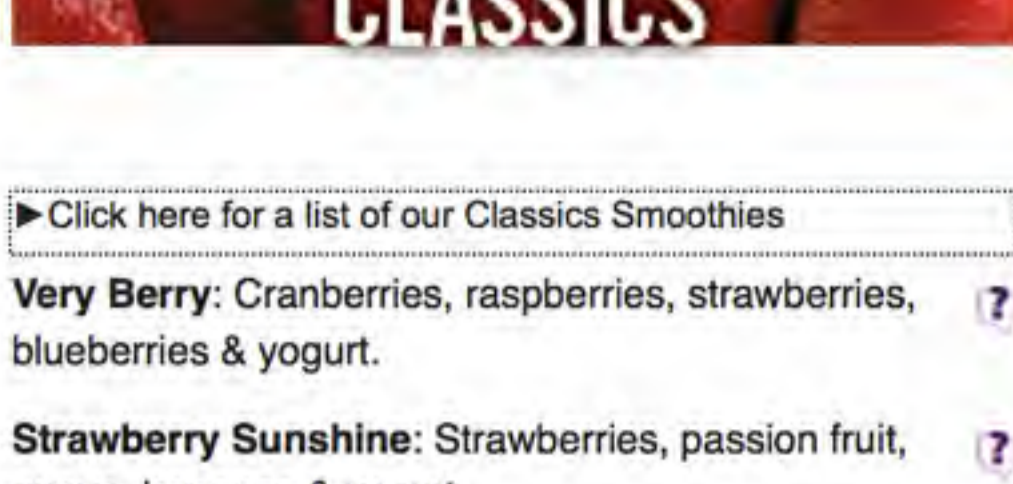 CLASSICS
►Click here for a list of our Classics Smoothies
Very Berry: Cranberries, raspberries, strawberries, ?
blueberries & yogurt.
Strawberry Sunshine: Strawberries, passion fruit, ?